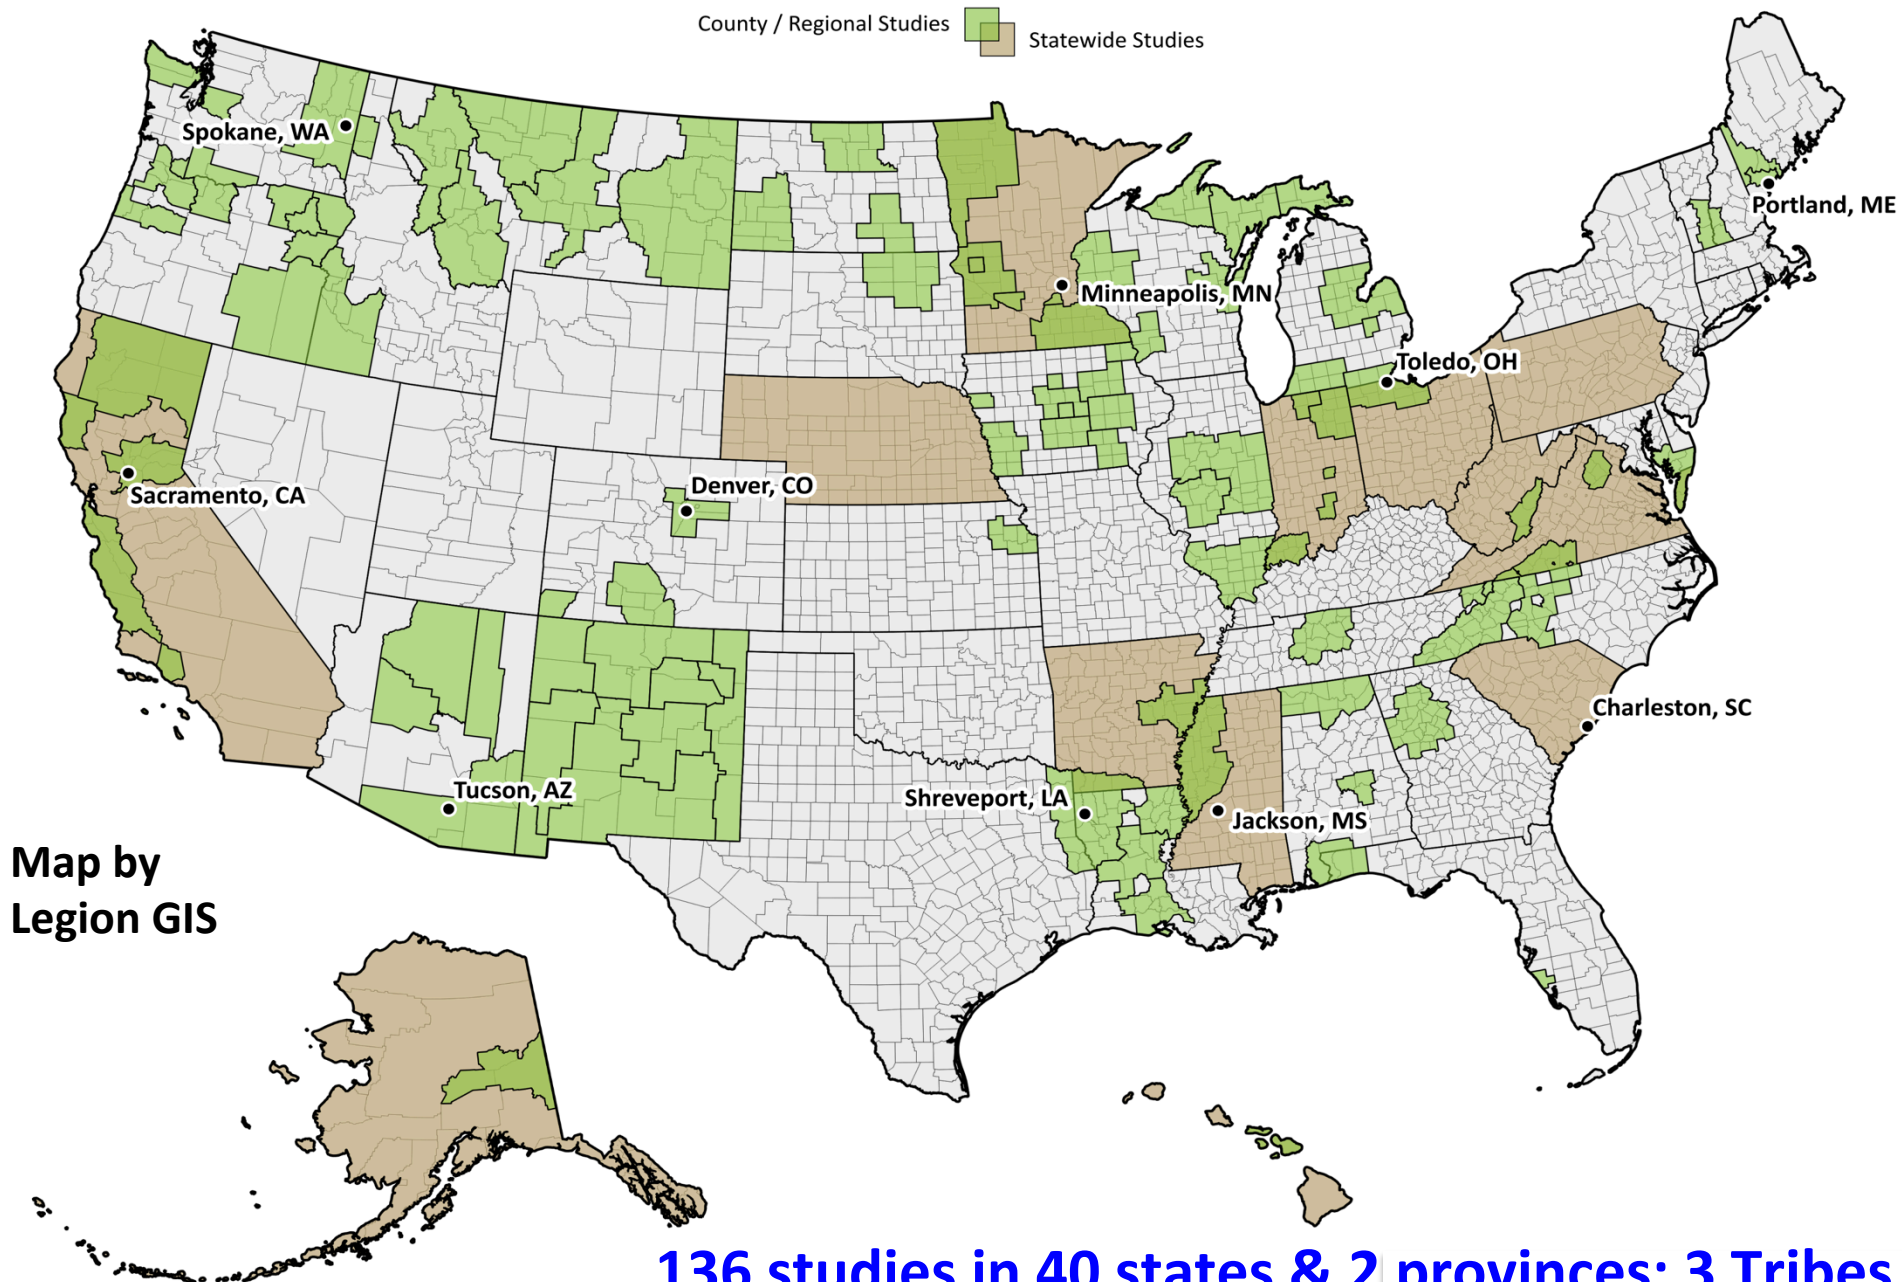 County / Regional Studies
Statewide Studies
Spokane, WA
Portland, ME
Minneapolis, MN
Toledo, OH
Sacramento, CA
Denver, CO
Charleston, SC
Tucson, AZ
Shreveport, LA
Jackson, MS
Map by
Legion GIS
136 studies in 40 states & 2 provinces; 3 Tribes